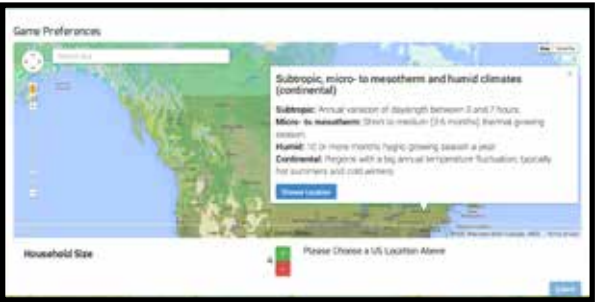 Game Preferences
Map
Subtropic, micro- to mesotherm and humid climates
(continental)
Subtropic: Annual variation of daylength between 3 and 7 hours.
Micro- to mesotherm: Short to medium (3-6 months) thermal growing
season.
Humid: 10 or more months hygric growing season a year
Continental: Regions with a big annual temperature fluctuation, typically
hot summers and cold winters
Choose Location
Household Size
4
Please Choose a US Location Above
Submit